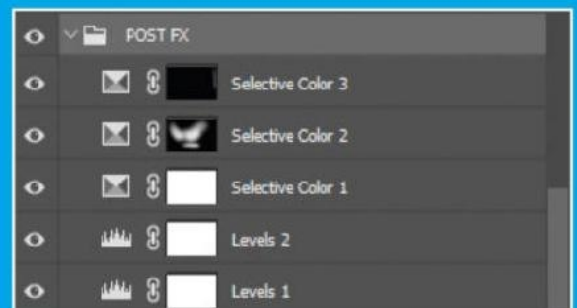 POST FX
Selective Color 3
Selective Color 2
Selective Color 1
Levels 2
Levels 1